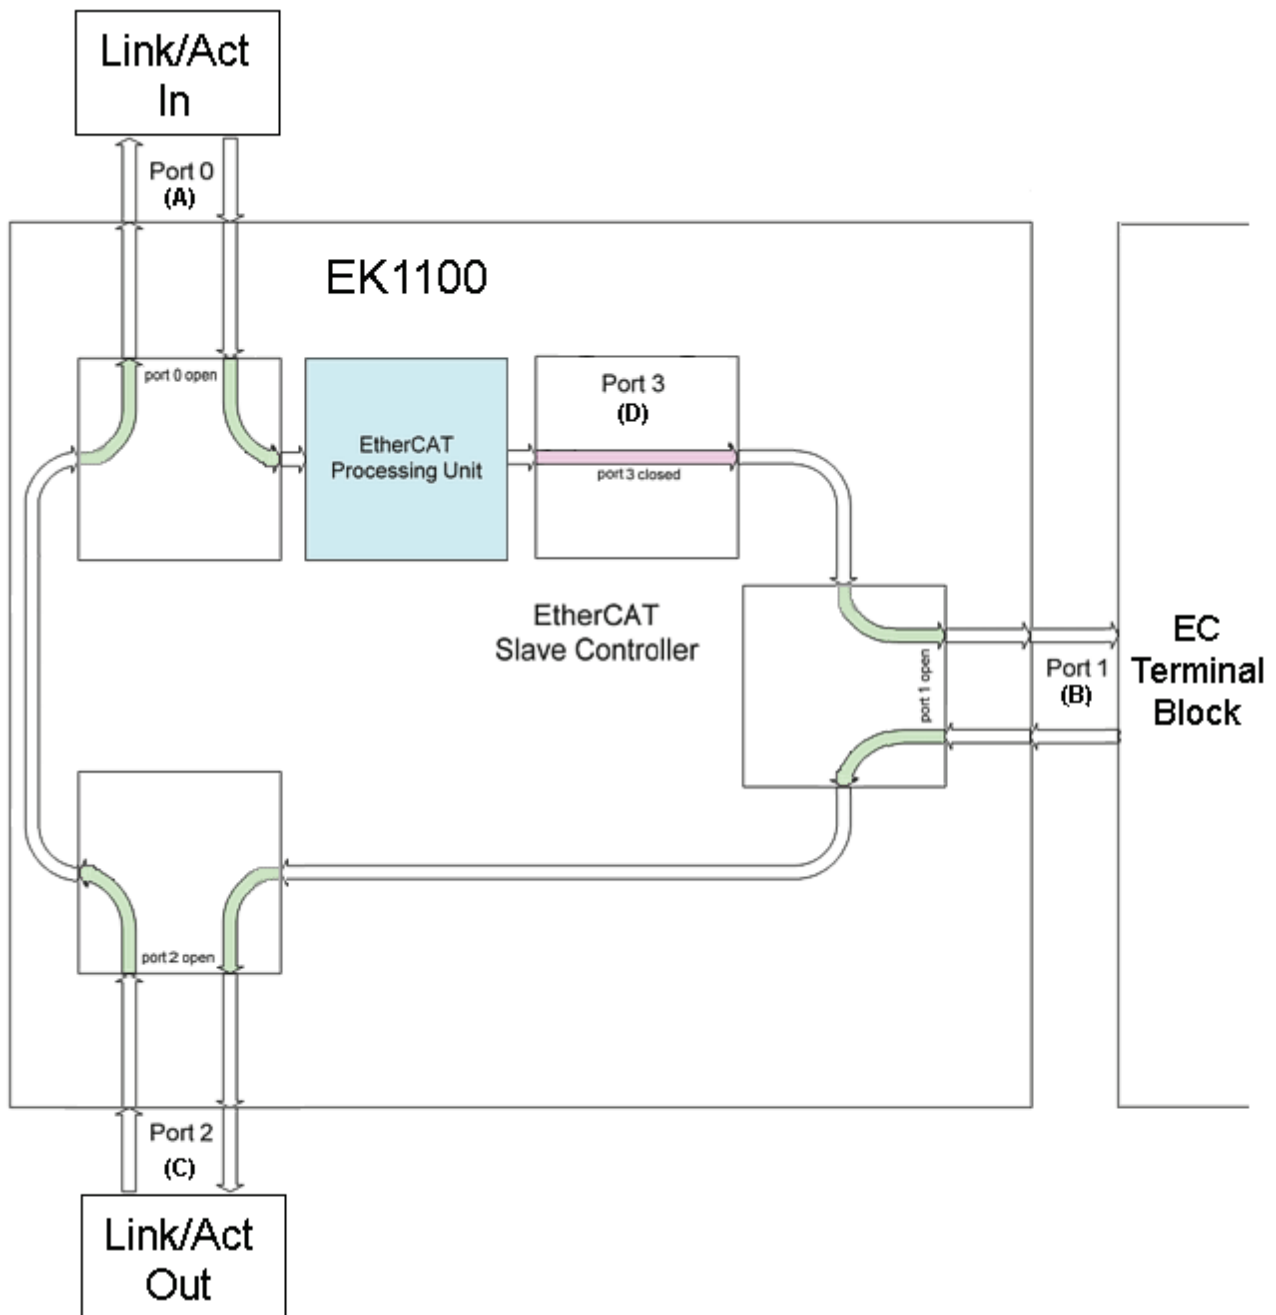 Link/Act
In
Port 0
(A)
EK1100
port 0 open
EtherCAT
Processing Unit
Port 3
(D)
port 3 closed
EtherCAT
Slave Controller
port 1 open
Port 1
(B)
EC
Terminal
Block
port 2 open
Port 2
(C)
Link/Act
Out